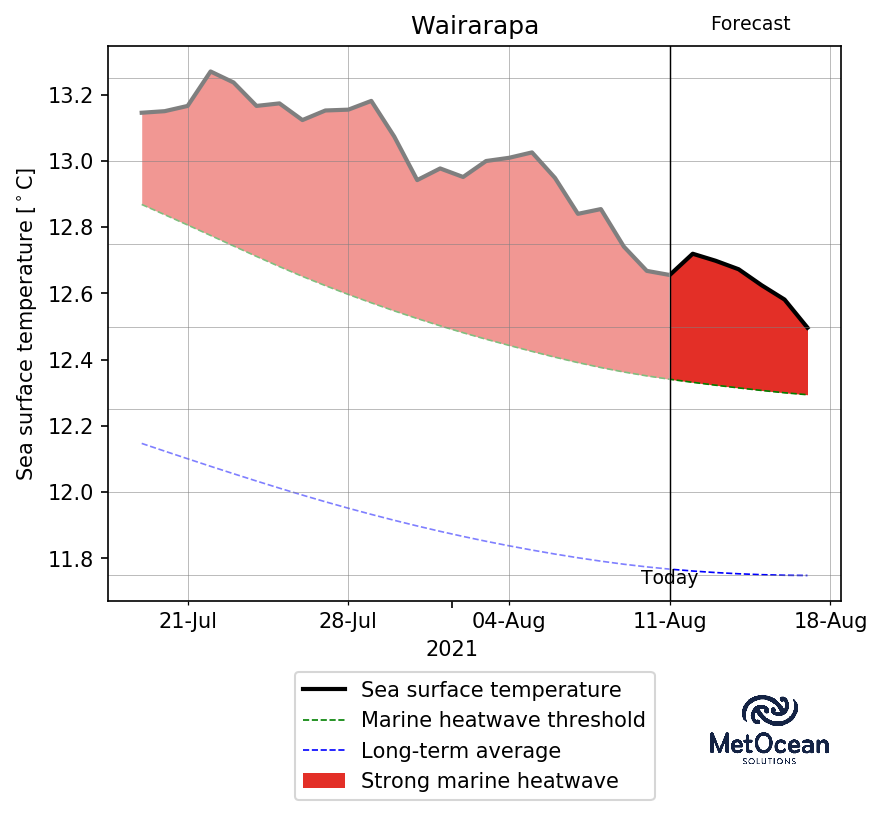 Wairarapa
Forecast
Sea surface temperature [°C]
13.2
13.0
12.8
12.6
12.4
12.2
12.0
11.8
Today
21-Jul
28-Jul
04-Aug
11-Aug
18-Aug
2021
Sea surface temperature
Marine heatwave threshold
Long-term average
Strong marine heatwave
MetOcean
SOLUTIONS